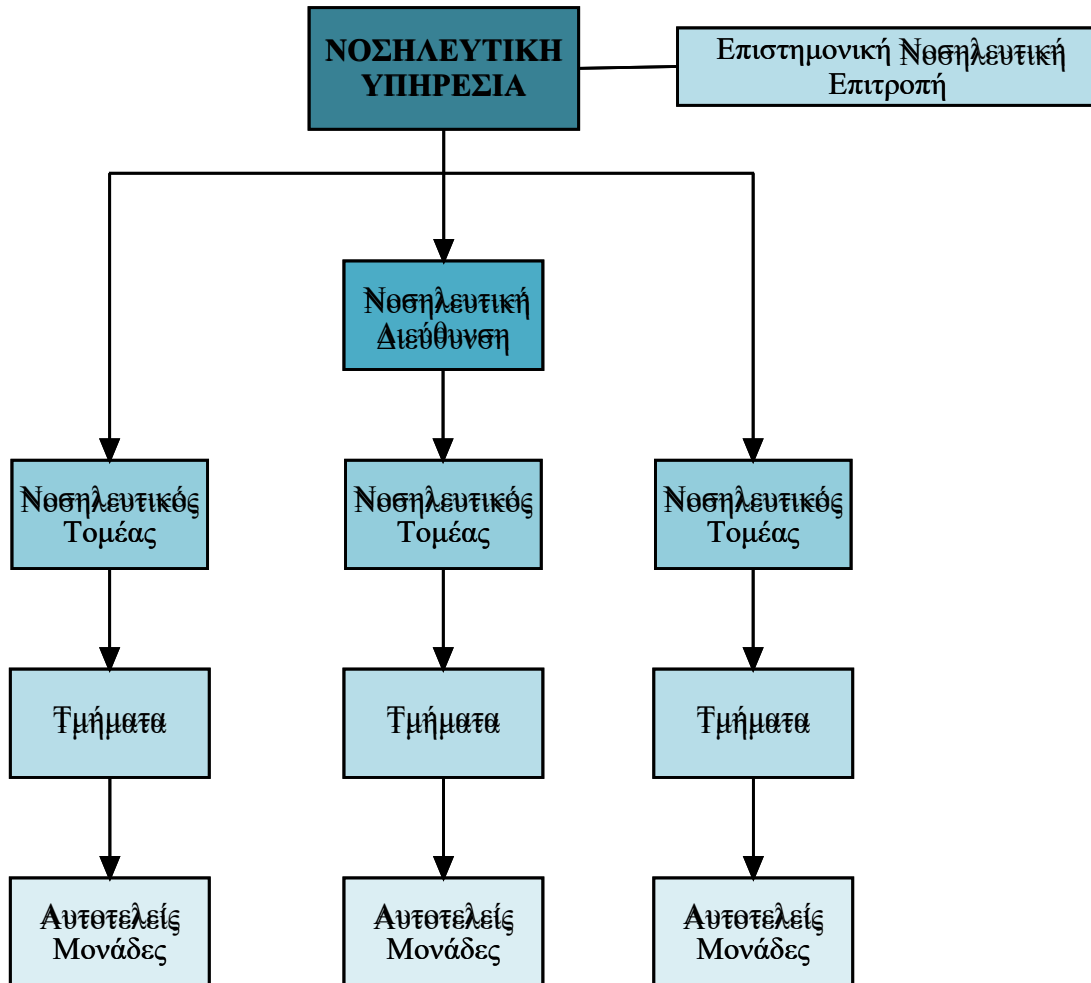 ΝΟΣΗΛΕΥΤΙΚΗ
ΥΠΗΡΕΣΙΑ
Επιστημονική Νοσηλευτική
Επιτροπή
Νοσηλευτική
Διεύθυνση
Νοσηλευτικός
Τομέας
Νοσηλευτικός
Τομέας
Νοσηλευτικός
Τομέας
Τμήματα
Τμήματα
Τμήματα
Αυτοτελείς
Μονάδες
Αυτοτελείς
Μονάδες
Αυτοτελείς
Μονάδες